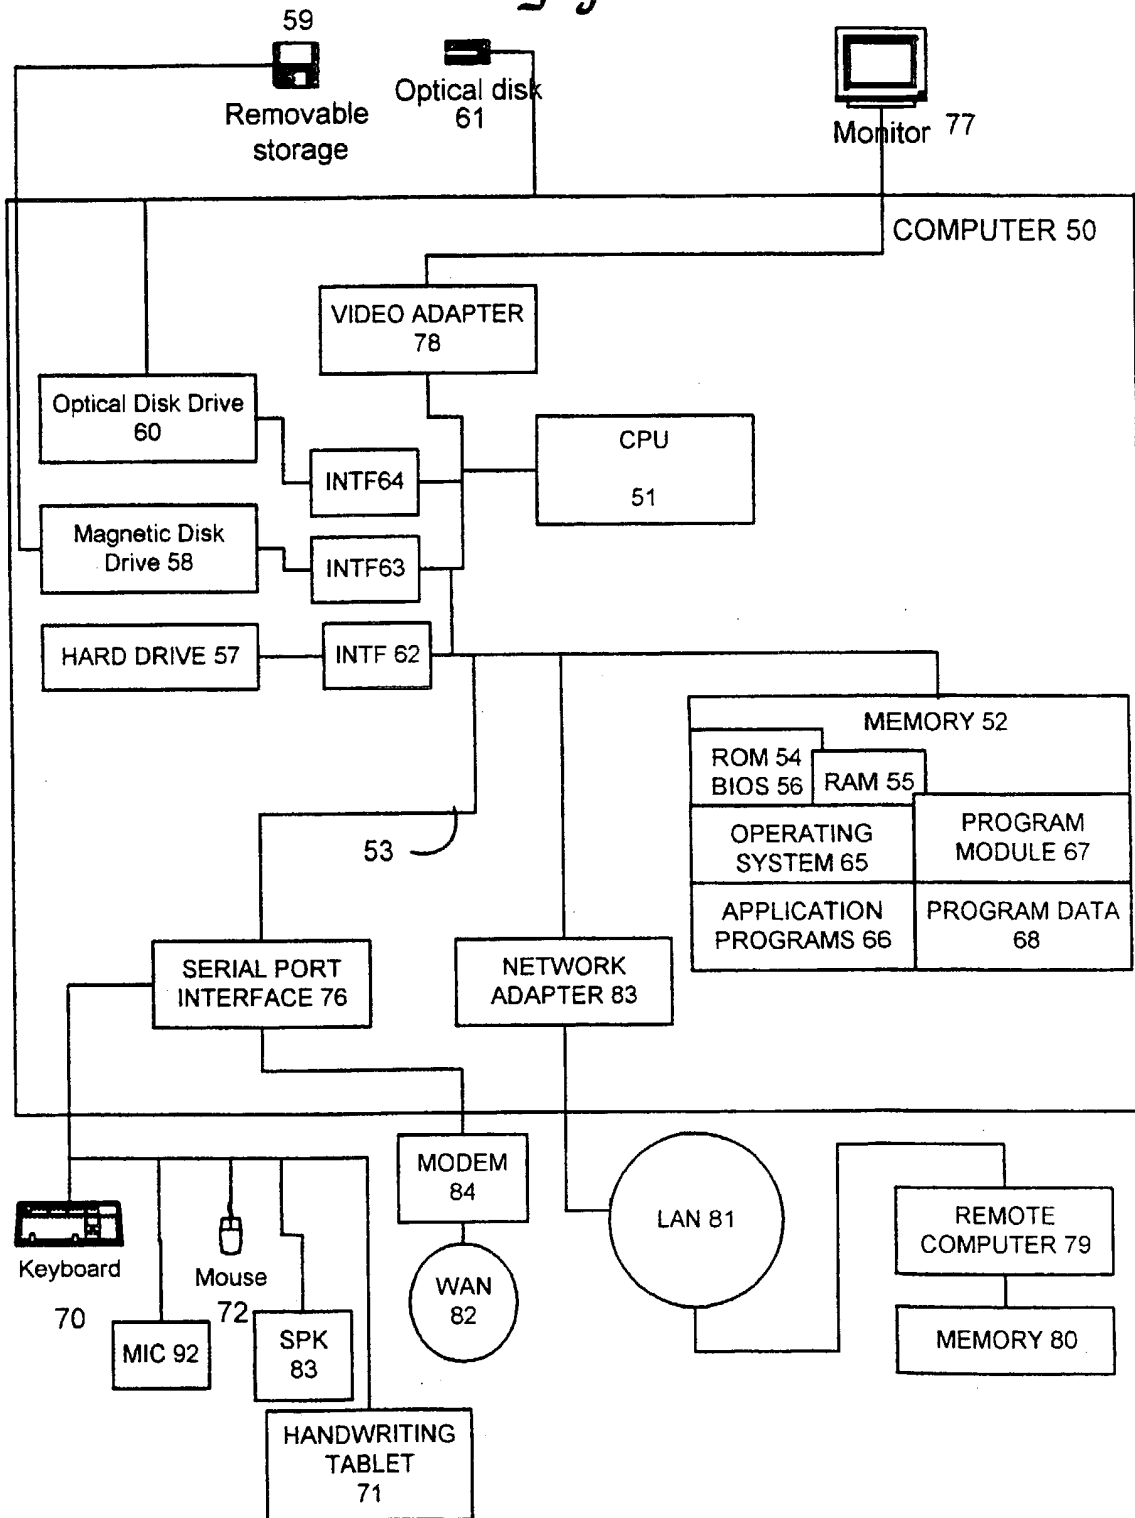 59
Removable
storage
Optical disk
61
Monitor 77
COMPUTER 50
VIDEO ADAPTER
78
Optical Disk Drive
60
INTF64
CPU
51
Magnetic Disk
Drive 58
INTF63
HARD DRIVE 57
INTF 62
MEMORY 52
ROM 54
BIOS 56
RAM 55
OPERATING
SYSTEM 65
PROGRAM
MODULE 67
APPLICATION
PROGRAMS 66
PROGRAM DATA
68
53
SERIAL PORT
INTERFACE 76
NETWORK
ADAPTER 83
MODEM
84
WAN
82
LAN 81
REMOTE
COMPUTER 79
MEMORY 80
Keyboard
70
Mouse
72
MIC 92
SPK
83
HANDWRITING
TABLET
71